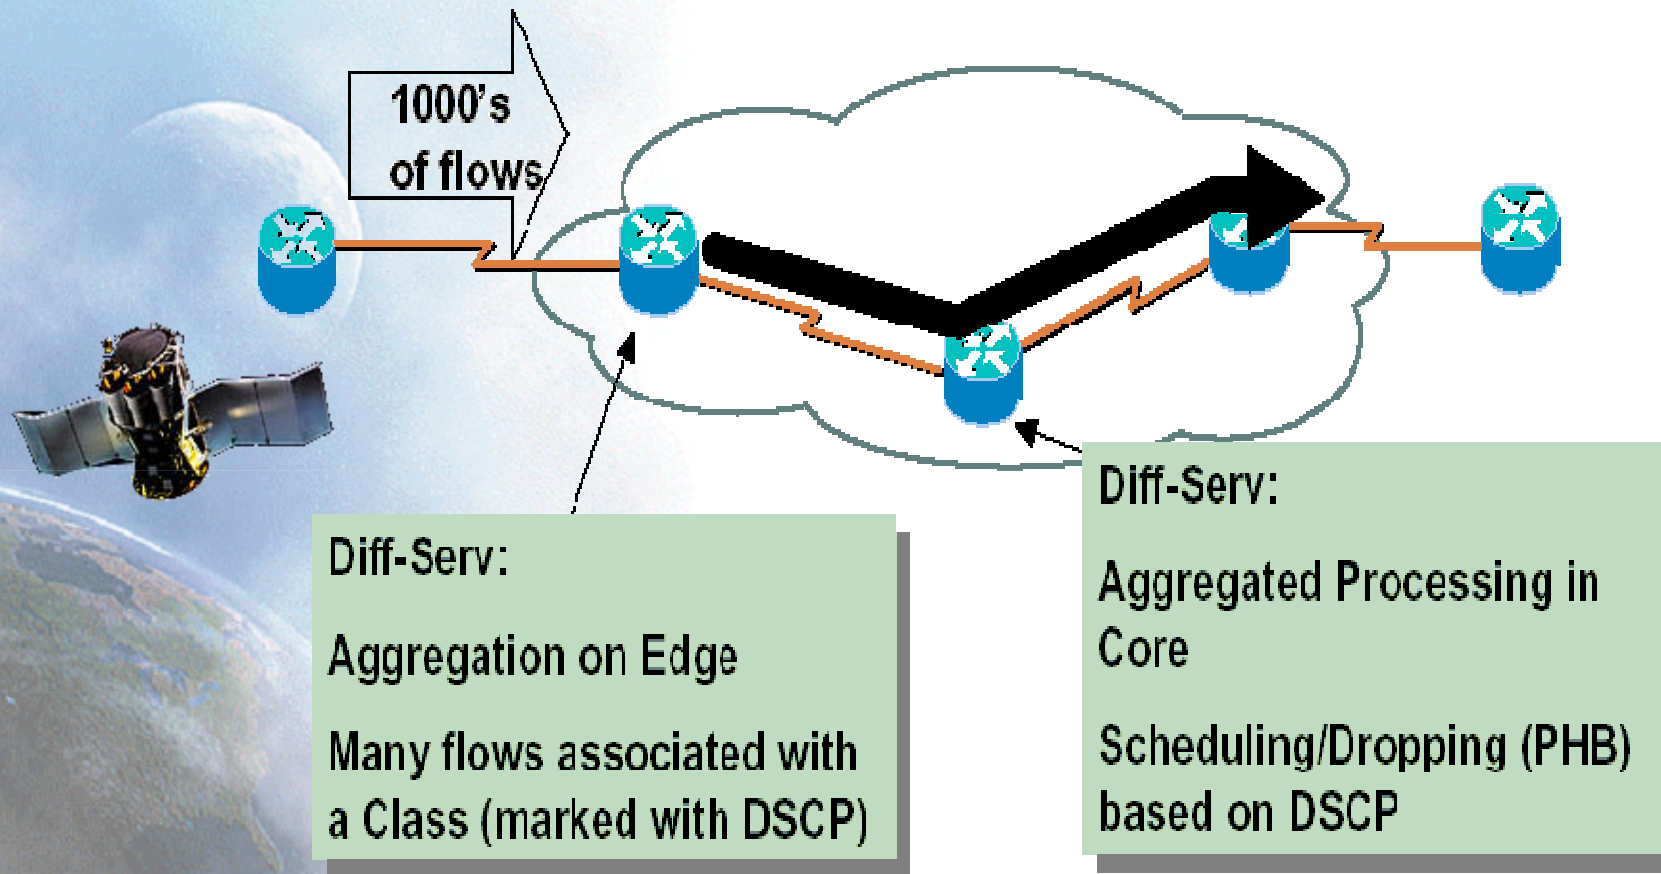 1000's
of flows
Diff-Serv:
Aggregation on Edge
Many flows associated with
a Class (marked with DSCP)
Diff-Serv:
Aggregated Processing in
Core
Scheduling/Dropping (PHB)
based on DSCP